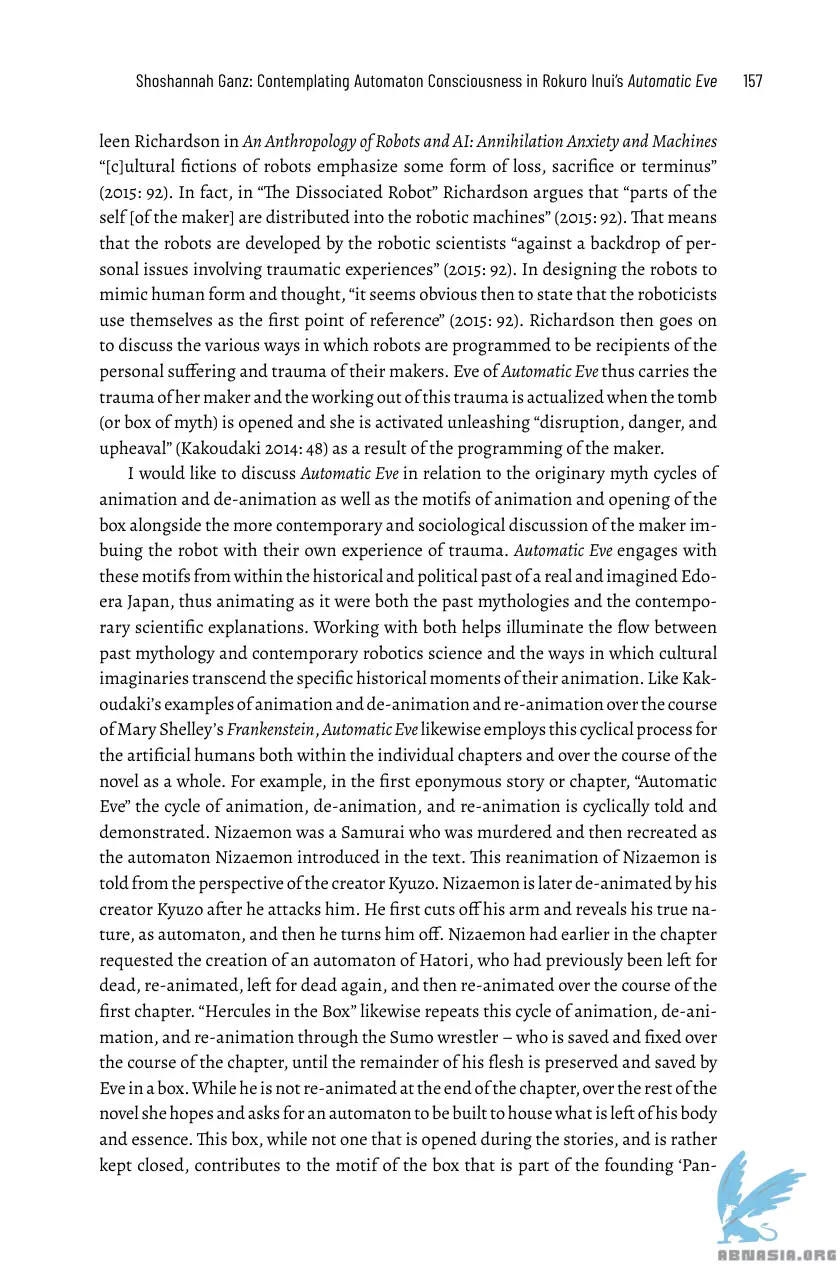 Shoshannah Ganz: Contemplating Automaton Consciousness in Rokuro Inui’s Automatic Eve 157
leen Richardson in An Anthropology of Robots and AI: Annihilation Anxiety and Machines
“[c]ultural fictions of robots emphasize some form of loss, sacrifice or terminus”
(2015: 92). In fact, in “The Dissociated Robot” Richardson argues that “parts of the
self [of the maker] are distributed into the robotic machines” (2015: 92). That means
that the robots are developed by the robotic scientists “against a backdrop of per-
sonal issues involving traumatic experiences” (2015: 92). In designing the robots to
mimic human form and thought, “it seems obvious then to state that the roboticists
use themselves as the first point of reference” (2015: 92). Richardson then goes on
to discuss the various ways in which robots are programmed to be recipients of the
personal suffering and trauma of their makers. Eve of Automatic Eve thus carries the
trauma of her maker and the working out of this trauma is actualized when the tomb
(or box of myth) is opened and she is activated unleashing “disruption, danger, and
upheaval” (Kakoudaki 2014: 48) as a result of the programming of the maker.
I would like to discuss Automatic Eve in relation to the originary myth cycles of
animation and de-animation as well as the motifs of animation and opening of the
box alongside the more contemporary and sociological discussion of the maker im-
buing the robot with their own experience of trauma. Automatic Eve engages with
these motifs from within the historical and political past of a real and imagined Edo-
era Japan, thus animating as it were both the past mythologies and the contempo-
rary scientific explanations. Working with both helps illuminate the flow between
past mythology and contemporary robotics science and the ways in which cultural
imaginaries transcend the specific historical moments of their animation. Like Kak-
oudaki’s examples of animation and de-animation and re-animation over the course
of Mary Shelley’s Frankenstein, Automatic Eve likewise employs this cyclical process for
the artificial humans both within the individual chapters and over the course of the
novel as a whole. For example, in the first eponymous story or chapter, “Automatic
Eve” the cycle of animation, de-animation, and re-animation is cyclically told and
demonstrated. Nizaemon was a Samurai who was murdered and then recreated as
the automaton Nizaemon introduced in the text. This reanimation of Nizaemon is
told from the perspective of the creator Kyuzo. Nizaemon is later de-animated by his
creator Kyuzo after he attacks him. He first cuts off his arm and reveals his true na-
ture, as automaton, and then he turns him off. Nizaemon had earlier in the chapter
requested the creation of an automaton of Hatori, who had previously been left for
dead, re-animated, left for dead again, and then re-animated over the course of the
first chapter. “Hercules in the Box” likewise repeats this cycle of animation, de-ani-
mation, and re-animation through the Sumo wrestler – who is saved and fixed over
the course of the chapter, until the remainder of his flesh is preserved and saved by
Eve in a box. While he is not re-animated at the end of the chapter, over the rest of the
novel she hopes and asks for an automaton to be built to house what is left of his body
and essence. This box, while not one that is opened during the stories, and is rather
kept closed, contributes to the motif of the box that is part of the founding ‘Pan-
ABNASIA.ORG